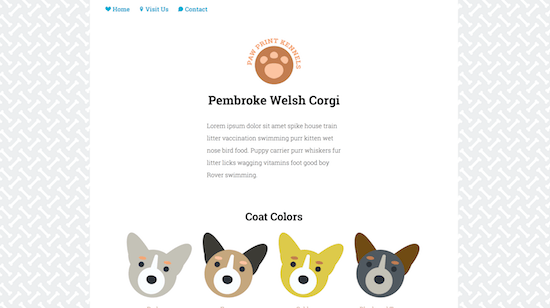 Home Visit Us Contact
PAW PRINT KENNELS
Pembroke Welsh Corgi
Lorem ipsum dolor sit amet spike house train
litter vaccination swimming purr kitten wet
nose bird food. Puppy carrier purr whiskers fur
litter licks wagging vitamins foot good boy
Rover swimming.
Coat Colors